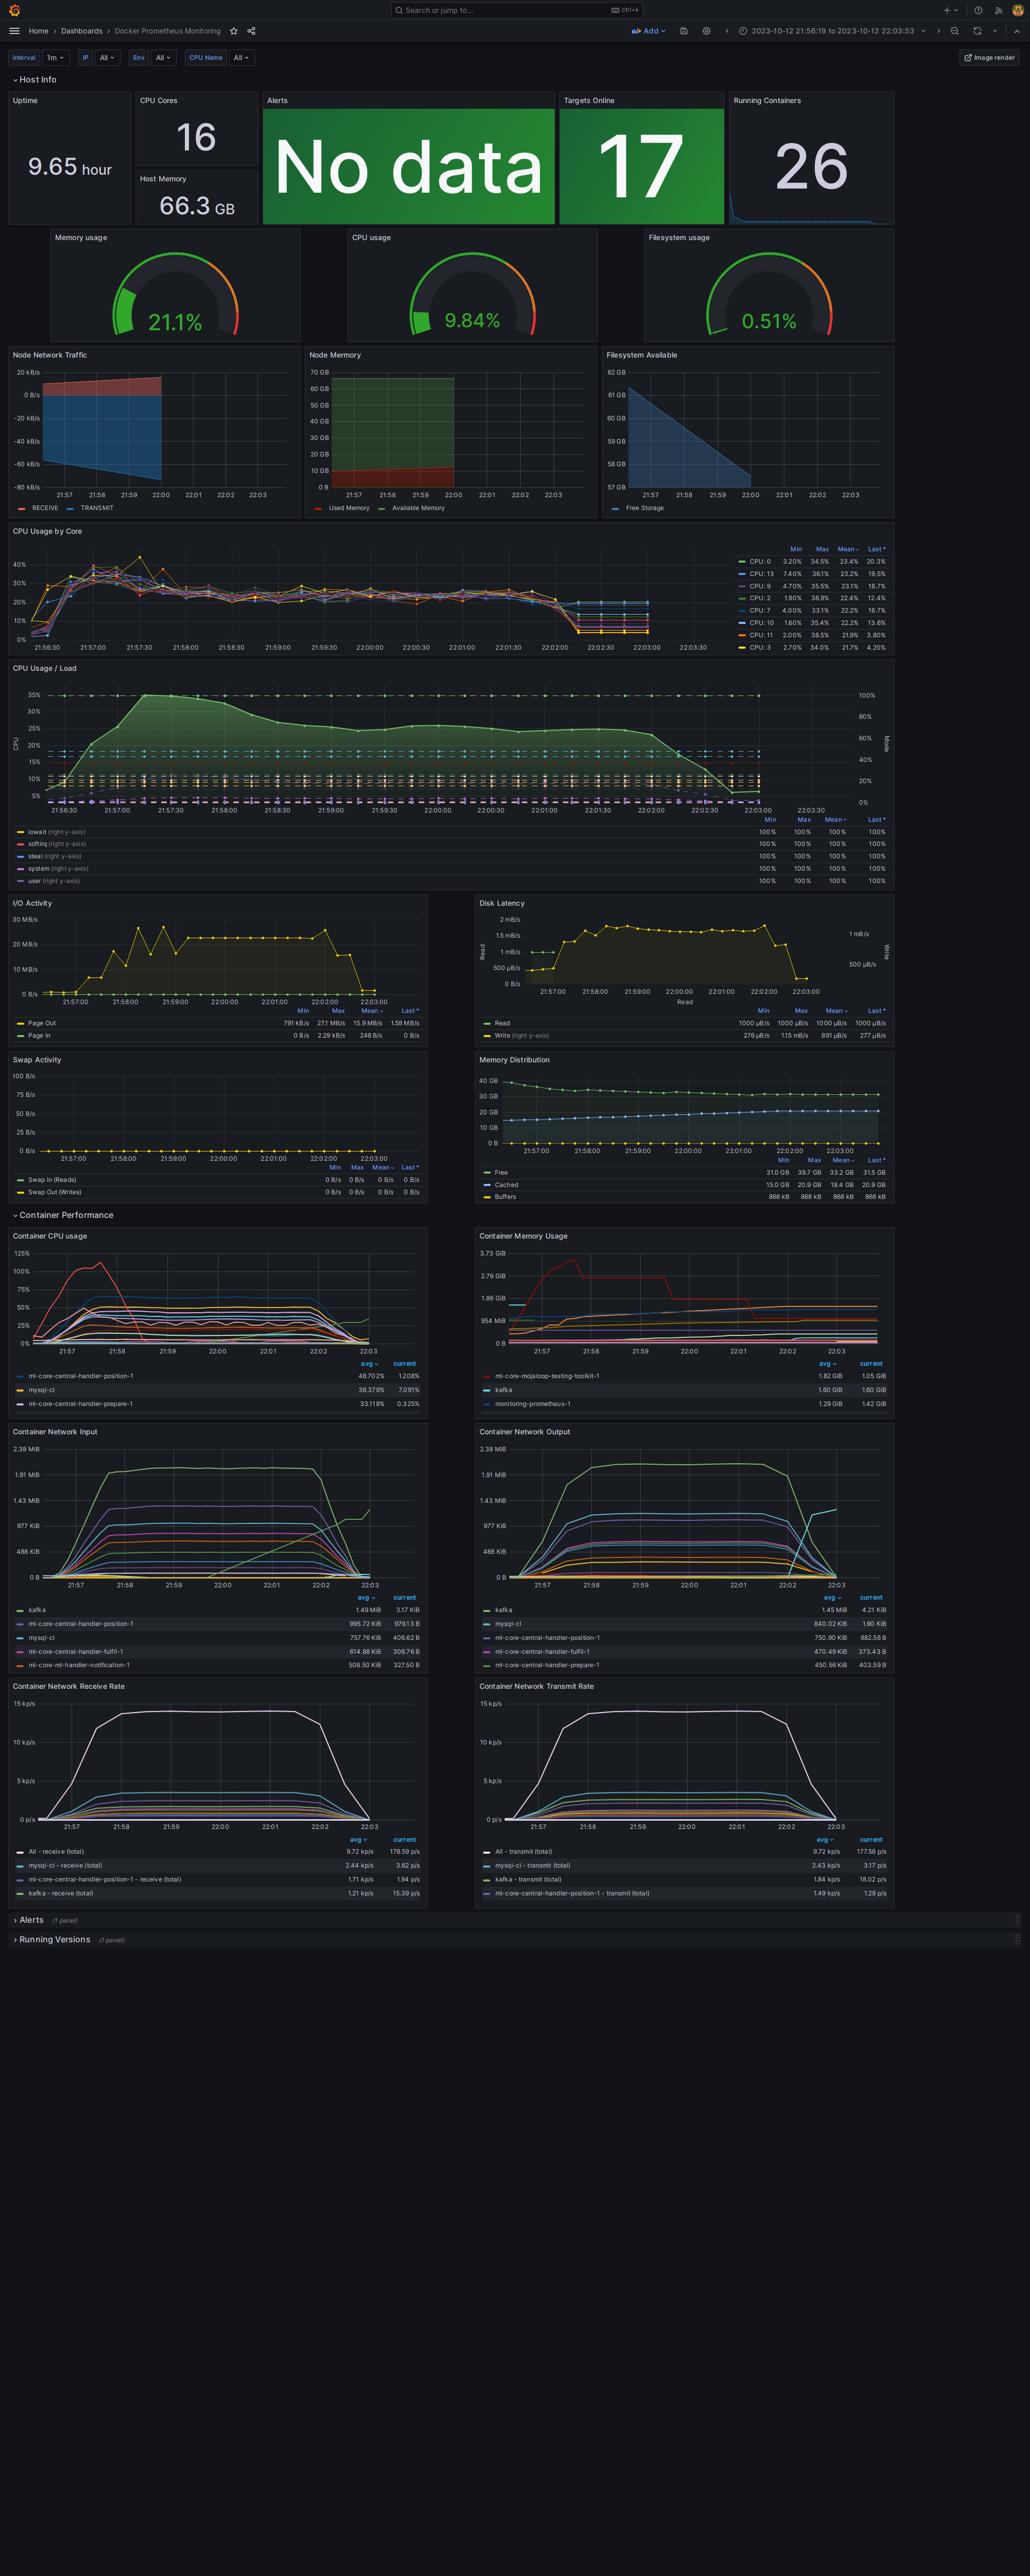 Search or jump to... ctrl+k
Home › Dashboards › Docker Prometheus Monitoring
Add
2023-10-12 21:56:19 to 2023-10-12 22:03:53
Interval 1m IP All Env All CPU Name All Image render
Host Info
Uptime
9.65 hour
CPU Cores
16
Host Memory
66.3 GB
Alerts
No data
Targets Online
17
Running Containers
26
Memory usage
21.1%
CPU usage
9.84%
Filesystem usage
0.51%
Node Network Traffic
20 kB/s
0 B/s
-20 kB/s
-40 kB/s
-60 kB/s
-80 kB/s
21:57 21:58 21:59 22:00 22:01 22:02 22:03
RECEIVE TRANSMIT
Node Mermory
70 GB
60 GB
50 GB
40 GB
30 GB
20 GB
10 GB
0 B
21:57 21:58 21:59 22:00 22:01 22:02 22:03
Used Memory Available Memory
Filesystem Available
62 GB
61 GB
60 GB
59 GB
58 GB
57 GB
21:57 21:58 21:59 22:00 22:01 22:02 22:03
Free Storage
CPU Usage by Core
40%
30%
20%
10%
0%
21:56:30 21:57:00 21:57:30 21:58:00 21:58:30 21:59:00 21:59:30 22:00:00 22:00:30 22:01:00 22:01:30 22:02:00 22:02:30 22:03:00 22:03:30
Min Max Mean Last *
CPU: 0 3.20% 34.5% 23.4% 20.3%
CPU: 13 7.40% 36.1% 23.2% 19.5%
CPU: 9 4.70% 35.5% 23.1% 18.7%
CPU: 2 1.90% 38.9% 22.4% 12.4%
CPU: 7 4.00% 33.1% 22.2% 16.7%
CPU: 10 1.60% 35.4% 22.2% 13.6%
CPU: 11 2.00% 38.5% 21.9% 3.80%
CPU: 3 2.70% 34.0% 21.7% 4.20%
CPU Usage / Load
CPU
35%
30%
25%
20%
15%
10%
5%
100%
80%
60%
40%
20%
0%
Mode
21:56:30 21:57:00 21:57:30 21:58:00 21:58:30 21:59:00 21:59:30 22:00:00 22:00:30 22:01:00 22:01:30 22:02:00 22:02:30 22:03:00 22:03:30
Min Max Mean Last *
iowait (right y-axis) 100% 100% 100% 100%
softirq (right y-axis) 100% 100% 100% 100%
steal (right y-axis) 100% 100% 100% 100%
system (right y-axis) 100% 100% 100% 100%
user (right y-axis) 100% 100% 100% 100%
I/O Activity
30 MB/s
20 MB/s
10 MB/s
0 B/s
21:57:00 21:58:00 21:59:00 22:00:00 22:01:00 22:02:00 22:03:00
Min Max Mean Last *
Page Out 791 kB/s 27.1 MB/s 15.9 MB/s 1.58 MB/s
Page In 0 B/s 2.29 kB/s 246 B/s 0 B/s
Disk Latency
Read
2 mB/s
1.5 mB/s
1 mB/s
500 µB/s
0 B/s
1 mB/s
500 µB/s
Write
21:57:00 21:58:00 21:59:00 22:00:00 22:01:00 22:02:00 22:03:00
Read
Min Max Mean Last *
Read 1000 µB/s 1000 µB/s 1000 µB/s 1000 µB/s
Write (right y-axis) 276 µB/s 1.15 mB/s 891 µB/s 277 µB/s
Swap Activity
100 B/s
75 B/s
50 B/s
25 B/s
0 B/s
21:57:00 21:58:00 21:59:00 22:00:00 22:01:00 22:02:00 22:03:00
Min Max Mean Last *
Swap In (Reads) 0 B/s 0 B/s 0 B/s 0 B/s
Swap Out (Writes) 0 B/s 0 B/s 0 B/s 0 B/s
Memory Distribution
40 GB
30 GB
20 GB
10 GB
0 B
21:57:00 21:58:00 21:59:00 22:00:00 22:01:00 22:02:00 22:03:00
Min Max Mean Last *
Free 31.0 GB 39.7 GB 33.2 GB 31.5 GB
Cached 15.0 GB 20.9 GB 18.4 GB 20.9 GB
Buffers 868 kB 868 kB 868 kB 868 kB
Container Performance
Container CPU usage
125%
100%
75%
50%
25%
0%
21:57 21:58 21:59 22:00 22:01 22:02 22:03
avg current
ml-core-central-handler-position-1 48.702% 1.208%
mysql-cl 38.379% 7.091%
ml-core-central-handler-prepare-1 33.118% 0.325%
Container Memory Usage
3.73 GiB
2.79 GiB
1.86 GiB
954 MiB
0 B
21:57 21:58 21:59 22:00 22:01 22:02 22:03
avg current
ml-core-mojaloop-testing-toolkit-1 1.82 GiB 1.05 GiB
kafka 1.60 GiB 1.60 GiB
monitoring-prometheus-1 1.29 GiB 1.42 GiB
Container Network Input
2.38 MiB
1.91 MiB
1.43 MiB
977 KiB
488 KiB
0 B
21:57 21:58 21:59 22:00 22:01 22:02 22:03
avg current
kafka 1.49 MiB 3.17 KiB
ml-core-central-handler-position-1 995.72 KiB 979.13 B
mysql-cl 757.76 KiB 408.62 B
ml-core-central-handler-fulfil-1 614.88 KiB 308.76 B
ml-core-ml-handler-notification-1 508.50 KiB 327.50 B
Container Network Output
2.38 MiB
1.91 MiB
1.43 MiB
977 KiB
488 KiB
0 B
21:57 21:58 21:59 22:00 22:01 22:02 22:03
avg current
kafka 1.45 MiB 4.21 KiB
mysql-cl 840.02 KiB 1.90 KiB
ml-core-central-handler-position-1 750.90 KiB 882.56 B
ml-core-central-handler-fulfil-1 470.49 KiB 373.43 B
ml-core-central-handler-prepare-1 450.56 KiB 403.59 B
Container Network Receive Rate
15 kp/s
10 kp/s
5 kp/s
0 p/s
21:57 21:58 21:59 22:00 22:01 22:02 22:03
avg current
All - receive (total) 9.72 kp/s 178.59 p/s
mysql-cl - receive (total) 2.44 kp/s 3.62 p/s
ml-core-central-handler-position-1 - receive (total) 1.71 kp/s 1.94 p/s
kafka - receive (total) 1.21 kp/s 15.39 p/s
Container Network Transmit Rate
15 kp/s
10 kp/s
5 kp/s
0 p/s
21:57 21:58 21:59 22:00 22:01 22:02 22:03
avg current
All - transmit (total) 9.72 kp/s 177.56 p/s
mysql-cl - transmit (total) 2.43 kp/s 3.17 p/s
kafka - transmit (total) 1.84 kp/s 18.02 p/s
ml-core-central-handler-position-1 - transmit (total) 1.49 kp/s 1.29 p/s
Alerts (1 panel)
Running Versions (1 panel)